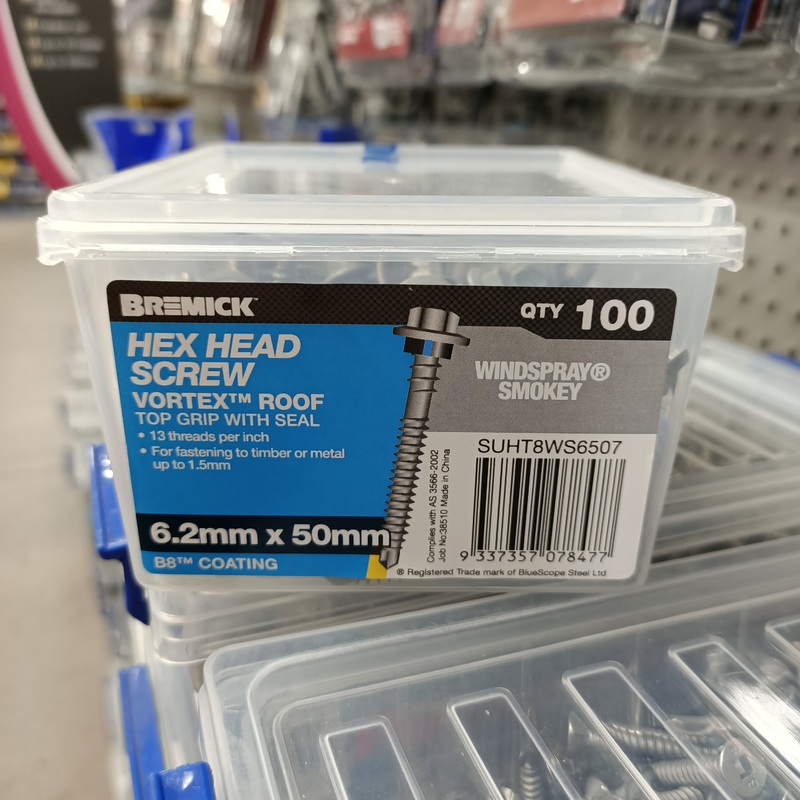 BREMICK™
QTY 100
HEX HEAD
SCREW
VORTEX™ ROOF
TOP GRIP WITH SEAL
• 13 threads per inch
• For fastening to timber or metal
up to 1.5mm
6.2mm x 50mm
B8™ COATING
WINDSPRAY®
SMOKEY
SUHT8WS6507
Complies with AS 3566-2002
Job No:38510 Made in China
9 337357 078477
® Registered Trade mark of BlueScope Steel Ltd